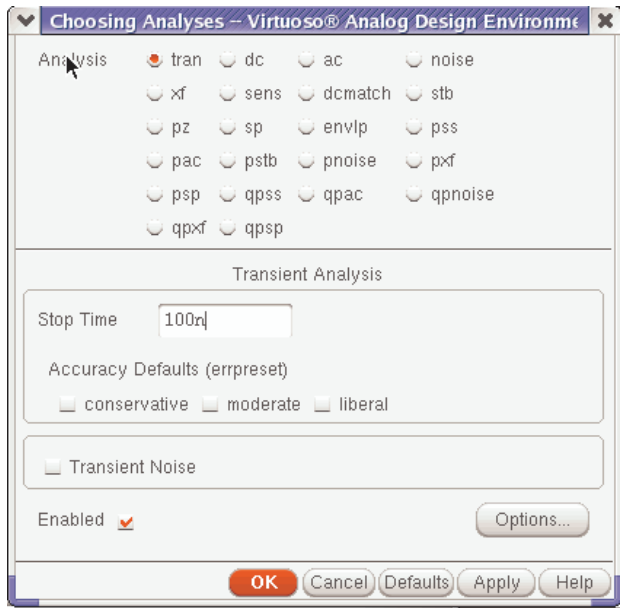 Choosing Analyses -- Virtuoso® Analog Design Environme
Analysis tran dc ac noise
xf sens dcmatch stb
pz sp envlp pss
pac pstb pnoise pxf
psp qpss qpac qpnoise
qpxf qpsp
Transient Analysis
Stop Time 100n
Accuracy Defaults (errpreset)
conservative moderate liberal
Transient Noise
Enabled Options...
OK Cancel Defaults Apply Help